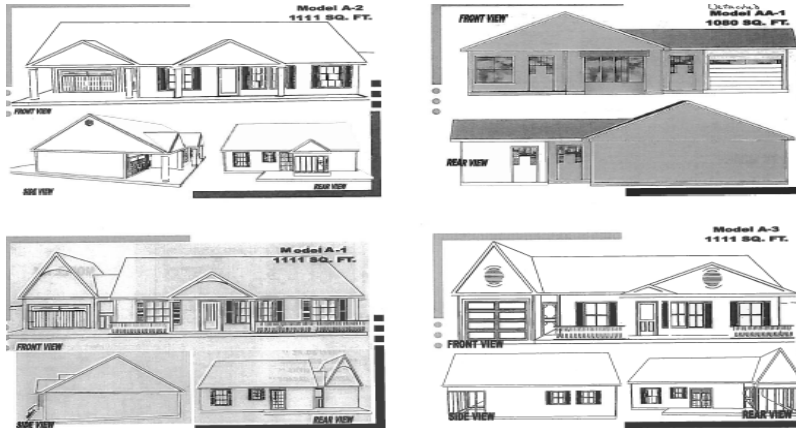 Model A-2
1111 SQ. FT.
FRONT VIEW
SIDE VIEW
REAR VIEW
Detached
Model AA-1
1080 SQ. FT.
FRONT VIEW
REAR VIEW
Model A-1
1111 SQ. FT.
FRONT VIEW
SIDE VIEW
REAR VIEW
Model A-3
1111 SQ. FT.
FRONT VIEW
SIDE VIEW
REAR VIEW